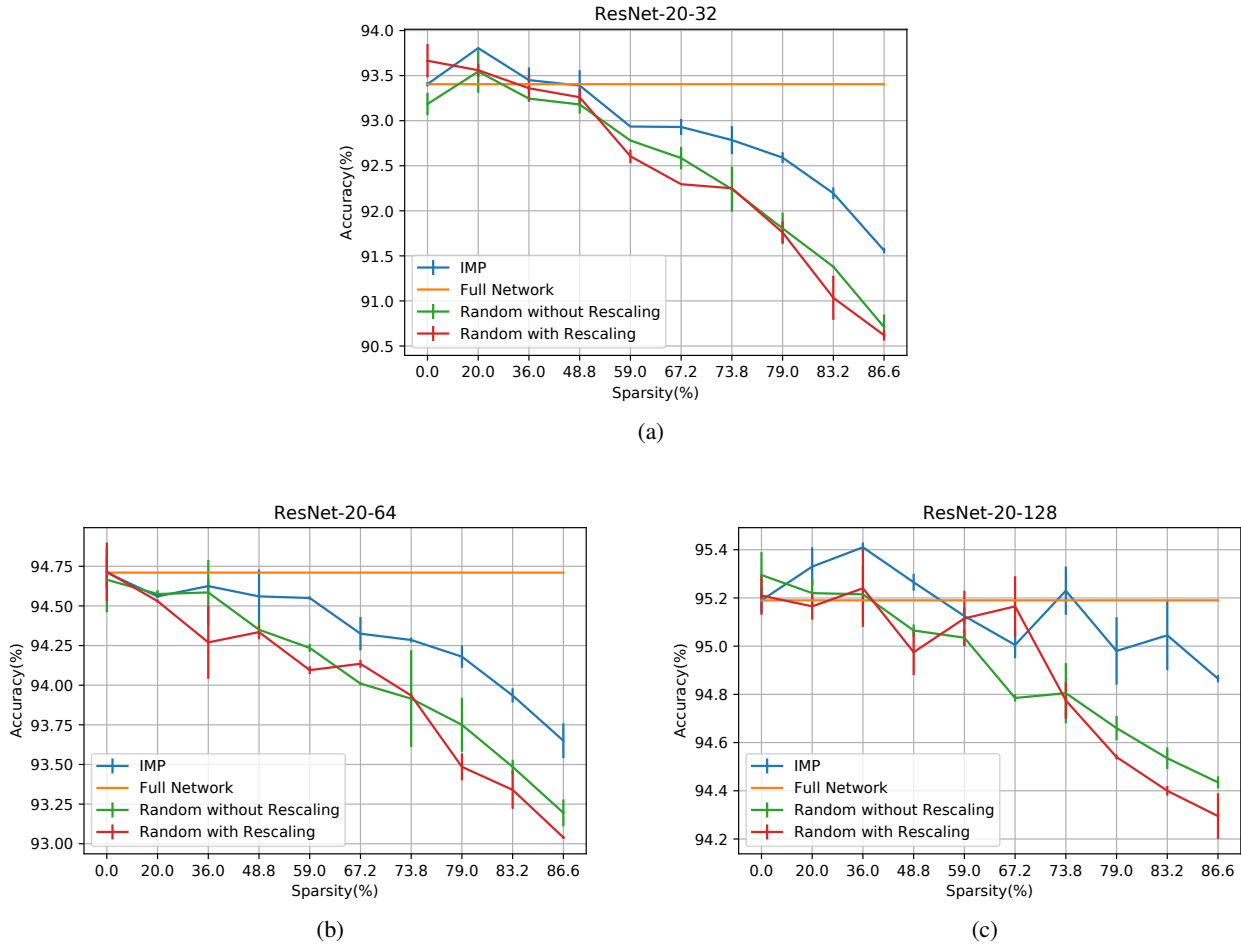 ResNet-20-32
94.0
93.5
93.0
92.5
92.0
91.5
91.0
90.5
Accuracy(%)
IMP
Full Network
Random without Rescaling
Random with Rescaling
0.0 20.0 36.0 48.8 59.0 67.2 73.8 79.0 83.2 86.6
Sparsity(%)
(a)
ResNet-20-64
94.75
94.50
94.25
94.00
93.75
93.50
93.25
93.00
Accuracy(%)
IMP
Full Network
Random without Rescaling
Random with Rescaling
0.0 20.0 36.0 48.8 59.0 67.2 73.8 79.0 83.2 86.6
Sparsity(%)
(b)
ResNet-20-128
95.4
95.2
95.0
94.8
94.6
94.4
94.2
Accuracy(%)
IMP
Full Network
Random without Rescaling
Random with Rescaling
0.0 20.0 36.0 48.8 59.0 67.2 73.8 79.0 83.2 86.6
Sparsity(%)
(c)